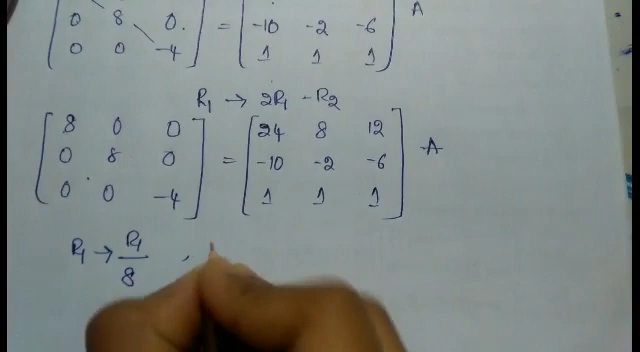 0 8 0 = -10 -2 -6 A
0 0 -4 1 1 1
R1 → 2R1 - R2
8 0 0 24 8 12
0 8 0 = -10 -2 -6 A
0 0 -4 1 1 1
R1 → R1/8 ,